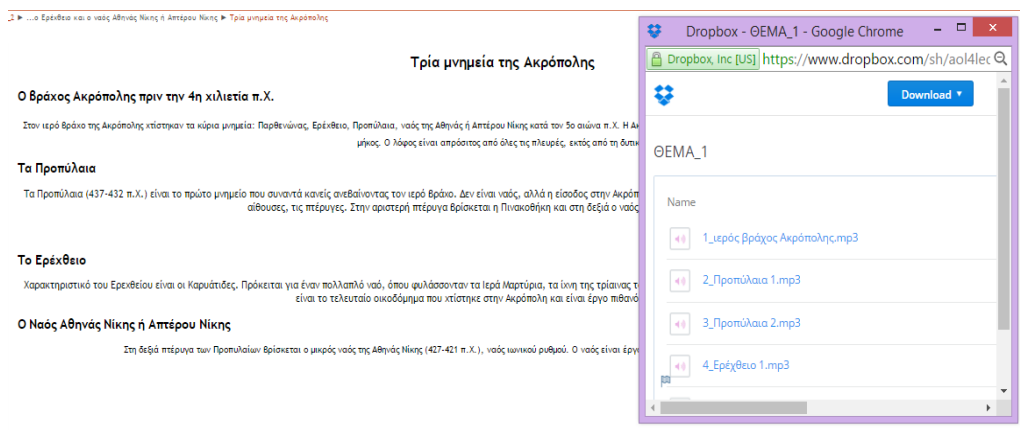 _2 ► ...ο Ερέχθειο και ο ναός Αθηνάς Νίκης ή Απτέρου Νίκης ► Τρία μνημεία της Ακρόπολης
Τρία μνημεία της Ακρόπολης
Ο βράχος Ακρόπολης πριν την 4η χιλιετία π.Χ.
Στον ιερό βράχο της Ακρόπολης χτίστηκαν τα κύρια μνημεία: Παρθενώνας, Ερέχθειο, Προπύλαια, ναός της Αθηνάς ή Απτέρου Νίκης κατά τον 5ο αιώνα π.Χ. Η
μήκος. Ο λόφος είναι απρόσιτος από όλες τις πλευρές, εκτός από τη δυτικ
Τα Προπύλαια
Τα Προπύλαια (437-432 π.Χ.) είναι το πρώτο μνημείο που συναντά κανείς ανεβαίνοντας τον ιερό βράχο. Δεν είναι ναός, αλλά η είσοδος στην Ακρόπ
αίθουσες, τις πτέρυγες. Στην αριστερή πτέρυγα βρίσκεται η Πινακοθήκη και στη δεξιά ο ναός
Το Ερέχθειο
Χαρακτηριστικό του Ερεχθείου είναι οι Καρυάτιδες. Πρόκειται για έναν πολλαπλό ναό, όπου φυλάσσονταν τα Ιερά Μαρτύρια, τα ίχνη της τρίαινας τ
είναι το τελευταίο οικοδόμημα που χτίστηκε στην Ακρόπολη και είναι έργο πιθανό
Ο Ναός Αθηνάς Νίκης ή Απτέρου Νίκης
Στη δεξιά πτέρυγα των Προπυλαίων βρίσκεται ο μικρός ναός της Αθηνάς Νίκης (427-421 π.Χ.), ναός ιωνικού ρυθμού. Ο ναός είναι έργ
Dropbox - ΘΕΜΑ_1 - Google Chrome
Dropbox, Inc [US] https://www.dropbox.com/sh/aol4lec
Download
ΘΕΜΑ_1
Name
1_ιερός βράχος Ακρόπολης.mp3
2_Προπύλαια 1.mp3
3_Προπύλαια 2.mp3
4_Ερέχθειο 1.mp3